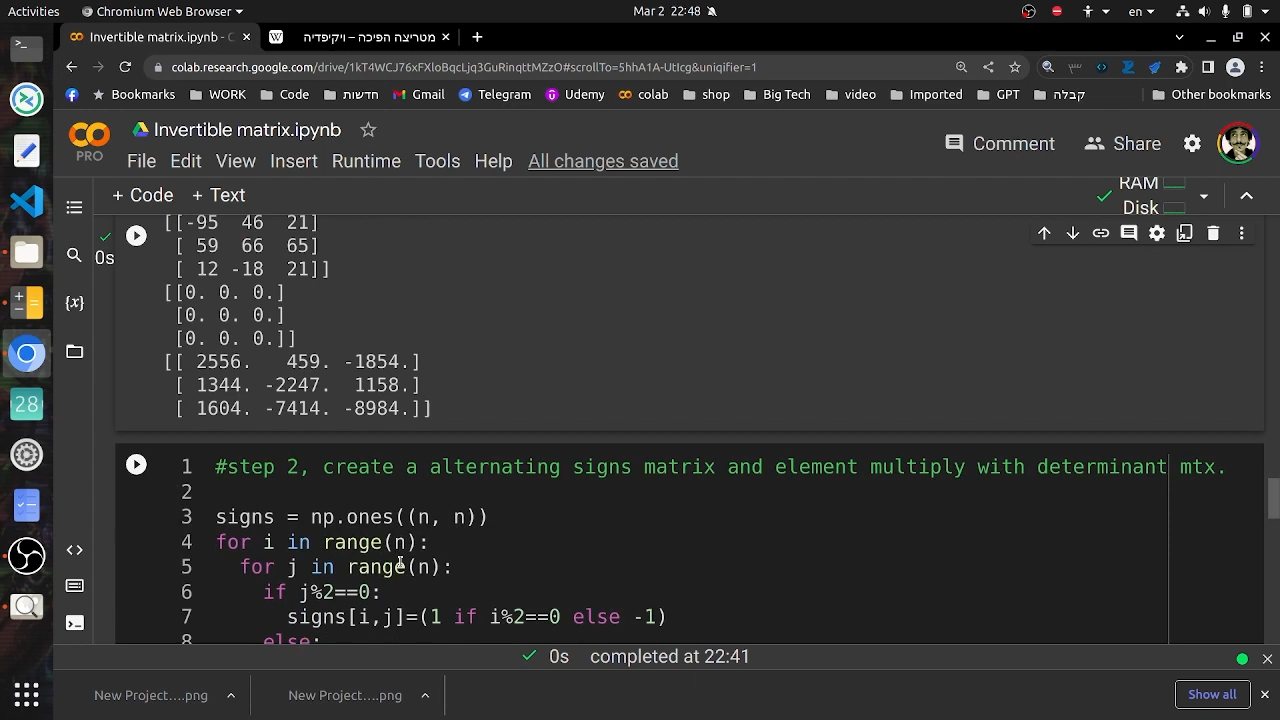 Activities
Chromium Web Browser
Mar 2 22:48
en
Invertible matrix.ipynb - C
מטריצה הפיכה – ויקיפדיה
colab.research.google.com/drive/1kT4WCJ76xFXIoBqcLjq3GuRinqttMZzO#scrollTo=5hhA1A-UtIcg&uniqifier=1
Bookmarks
WORK
Code
חדשות
Gmail
Telegram
Udemy
colab
shop
Big Tech
video
Imported
GPT
קבלה
Other bookmarks
PRO
Invertible matrix.ipynb
Comment
Share
File Edit View Insert Runtime Tools Help All changes saved
+ Code + Text
RAM
Disk
0s
[[-95 46 21]
[ 59 66 65]
[ 12 -18 21]]
[[0. 0. 0.]
[0. 0. 0.]
[0. 0. 0.]]
[[ 2556. 459. -1854.]
[ 1344. -2247. 1158.]
[ 1604. -7414. -8984.]]
1 #step 2, create a alternating signs matrix and element multiply with determinant mtx.
2
3 signs = np.ones((n, n))
4 for i in range(n):
5 for j in range(n):
6 if j%2==0:
7 signs[i,j]=(1 if i%2==0 else -1)
8 else:
0s completed at 22:41
New Project....png
New Project....png
Show all
28